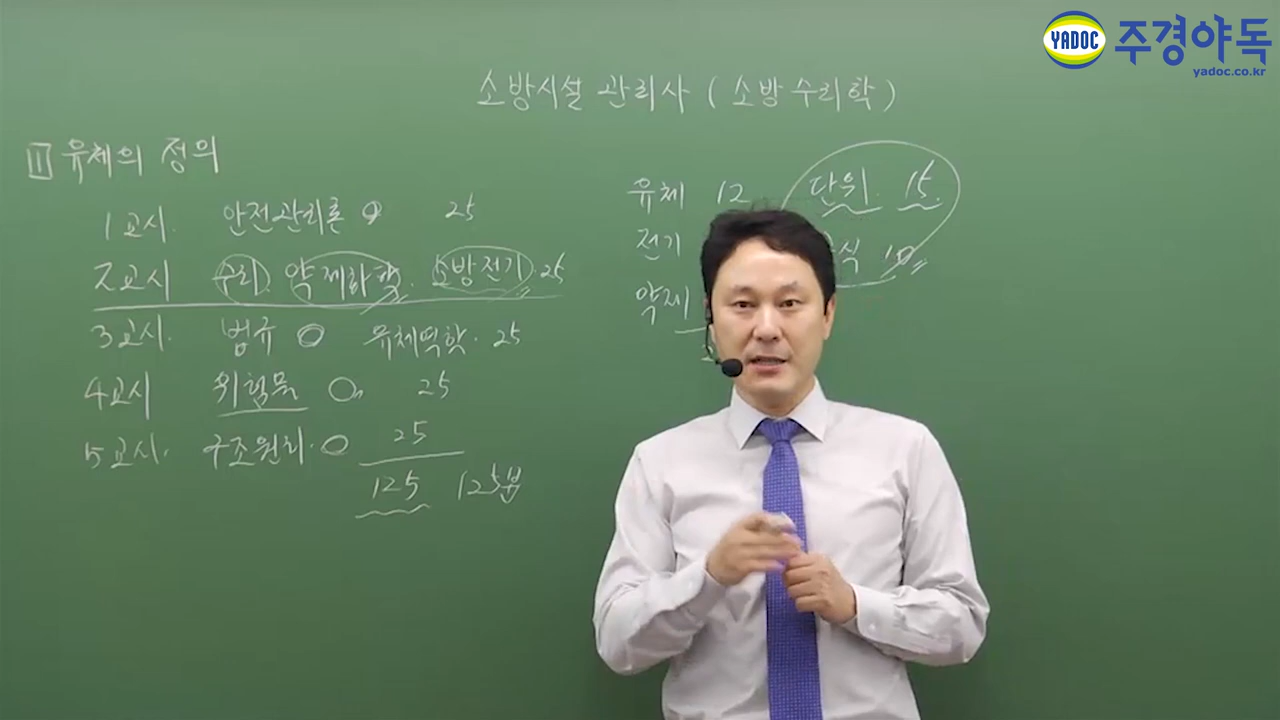 YADOC 주경야독
yadoc.co.kr
소방시설 관리사 ( 소방 수리학 )
1 유체의 정의
1교시. 안전관리론 25
2교시 수리. 약제화학. 소방전기. 25
3교시. 법규 유체역학. 25
4교시 위험물 25
5교시. 구조원리. 25
125 125분
유체 12 단위. 15.
전기 식
약제